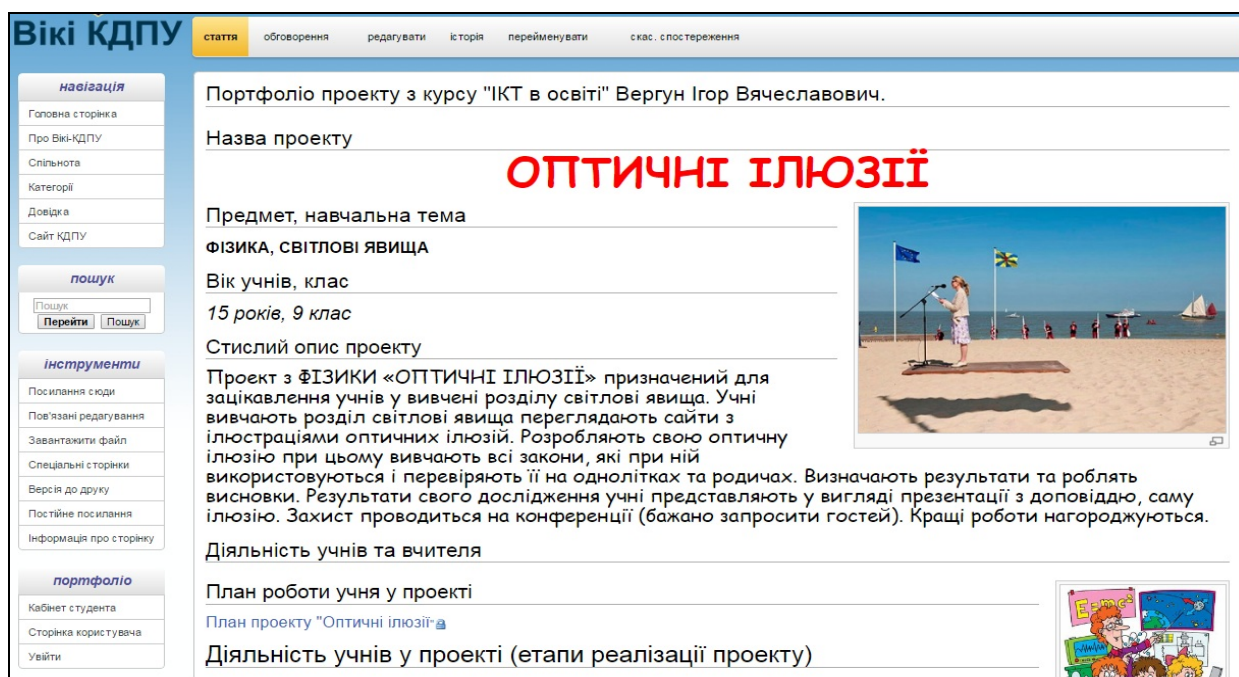 Вікі КДПУ
стаття обговорення редагувати історія перейменувати скас. спостереження
навігація
Головна сторінка
Про Вікі-КДПУ
Спільнота
Категорії
Довідка
Сайт КДПУ
пошук
Пошук
Перейти Пошук
інструменти
Посилання сюди
Пов'язані редагування
Завантажити файл
Спеціальні сторінки
Версія до друку
Постійне посилання
Інформація про сторінку
портфоліо
Кабінет студента
Сторінка користувача
Увійти
Портфоліо проекту з курсу "ІКТ в освіті" Вергун Ігор Вячеславович.
Назва проекту
ОПТИЧНІ ІЛЮЗІЇ
Предмет, навчальна тема
ФІЗИКА, СВІТЛОВІ ЯВИЩА
Вік учнів, клас
15 років, 9 клас
Стислий опис проекту
Проект з ФІЗИКИ «ОПТИЧНІ ІЛЮЗІЇ» призначений для
зацікавлення учнів у вивчені розділу світлові явища. Учні
вивчають розділ світлові явища переглядають сайти з
ілюстраціями оптичних ілюзій. Розробляють свою оптичну
ілюзію при цьому вивчають всі закони, які при ній
використовуються і перевіряють її на однолітках та родичах. Визначають результати та роблять
висновки. Результати свого дослідження учні представляють у вигляді презентації з доповіддю, саму
ілюзію. Захист проводиться на конференції (бажано запросити гостей). Кращі роботи нагороджуються.
Діяльність учнів та вчителя
План роботи учня у проекті
План проекту "Оптичні ілюзії"
Діяльність учнів у проекті (етапи реалізації проекту)
E=mc²